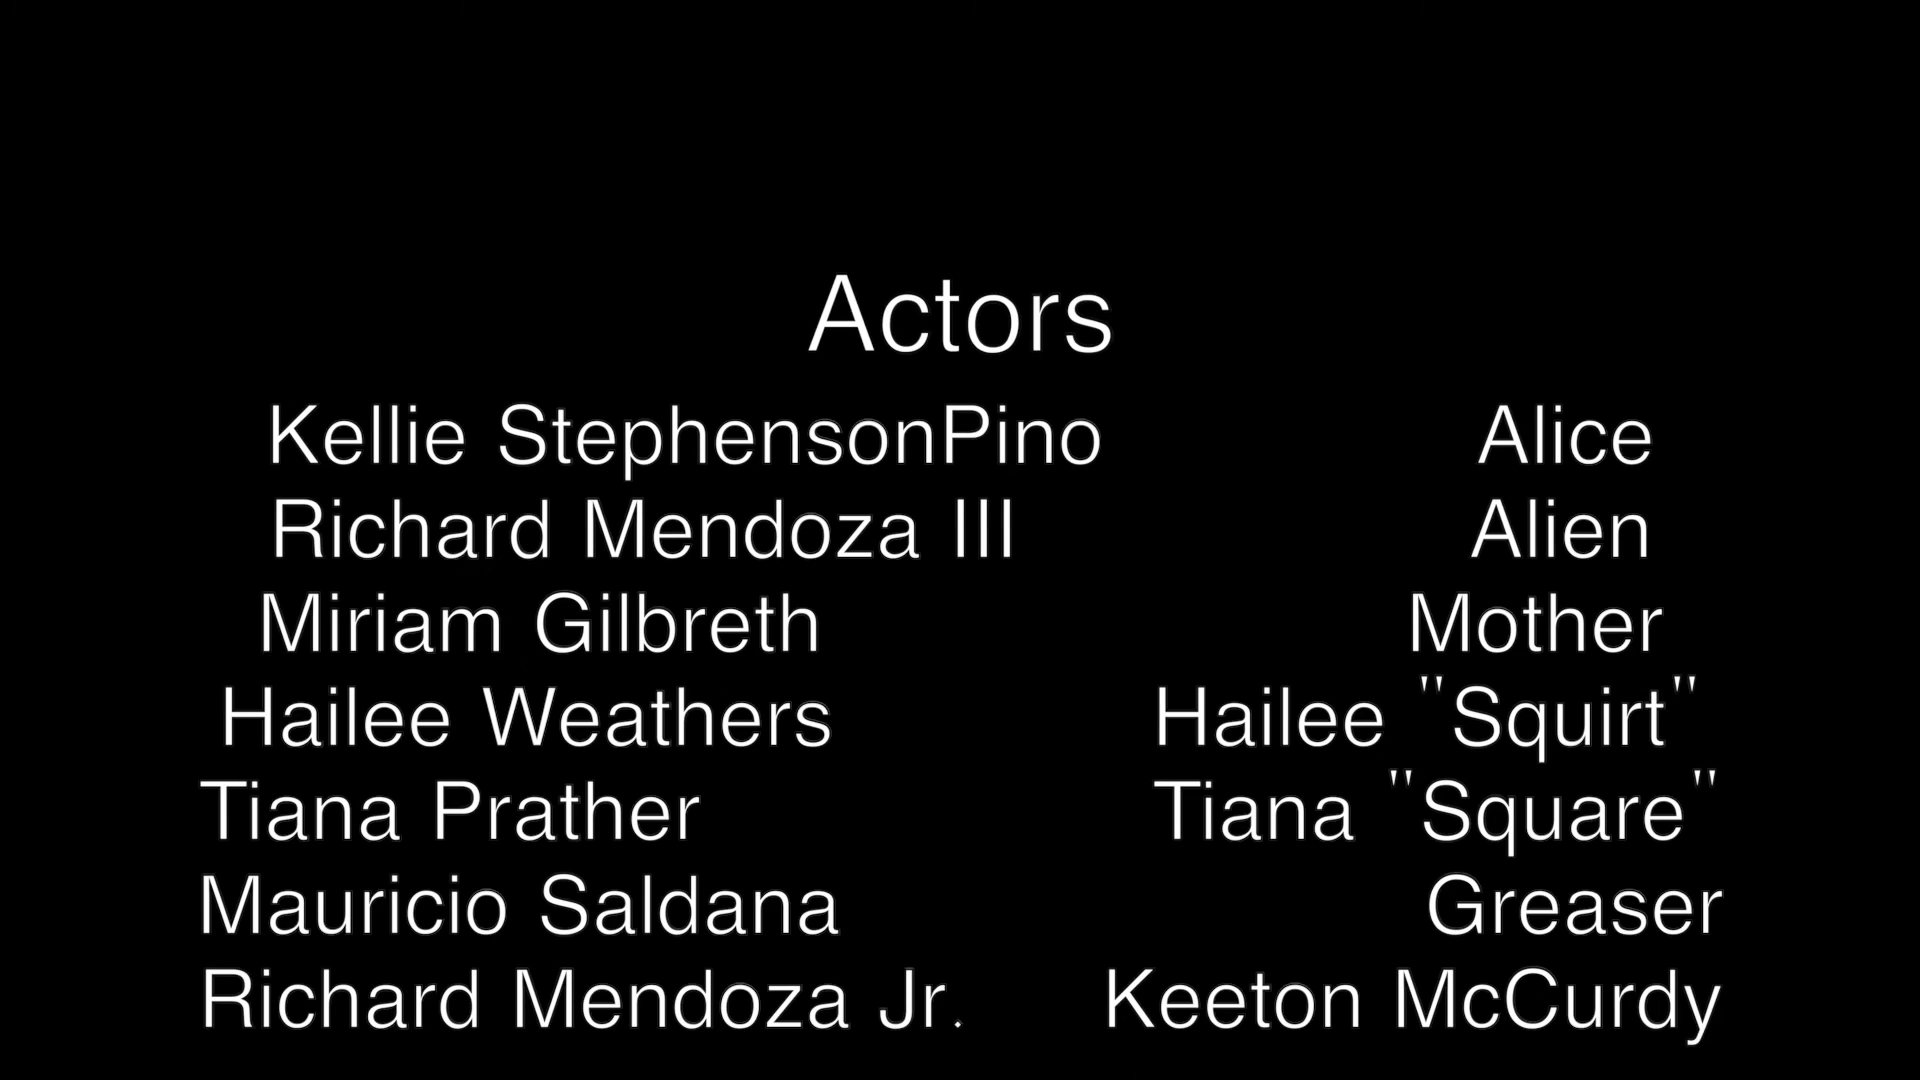 Actors
Kellie StephensonPino Alice
Richard Mendoza III Alien
Miriam Gilbreth Mother
Hailee Weathers Hailee "Squirt"
Tiana Prather Tiana "Square"
Mauricio Saldana Greaser
Richard Mendoza Jr. Keeton McCurdy